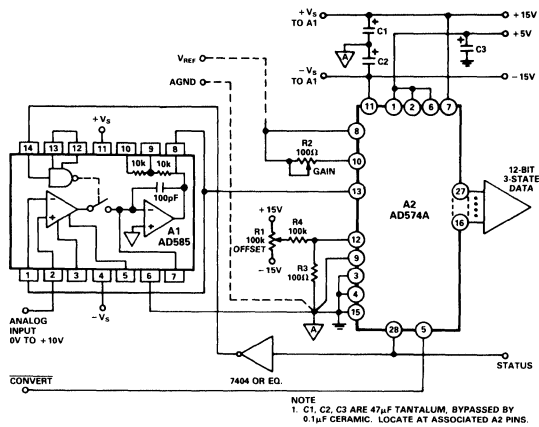 + VS
TO A1
+ 15V
+ 5V
C1
C3
A
C2
VREF
AGND
− VS
TO A1
− 15V
11
1
2
6
7
+VS
14
13
12
11
10
9
8
10k
10k
100pF
A1
AD585
8
R2
100Ω
GAIN
10
13
A2
AD574A
27
16
12-BIT
3-STATE
DATA
+ 15V
R1
100k
OFFSET
− 15V
R4
100k
R3
100Ω
12
9
3
4
15
A
1
2
3
4
5
6
7
−VS
ANALOG
INPUT
0V TO +10V
28
5
7404 OR EQ.
STATUS
CONVERT
NOTE
1. C1, C2, C3 ARE 47µF TANTALUM, BYPASSED BY
0.1µF CERAMIC. LOCATE AT ASSOCIATED A2 PINS.